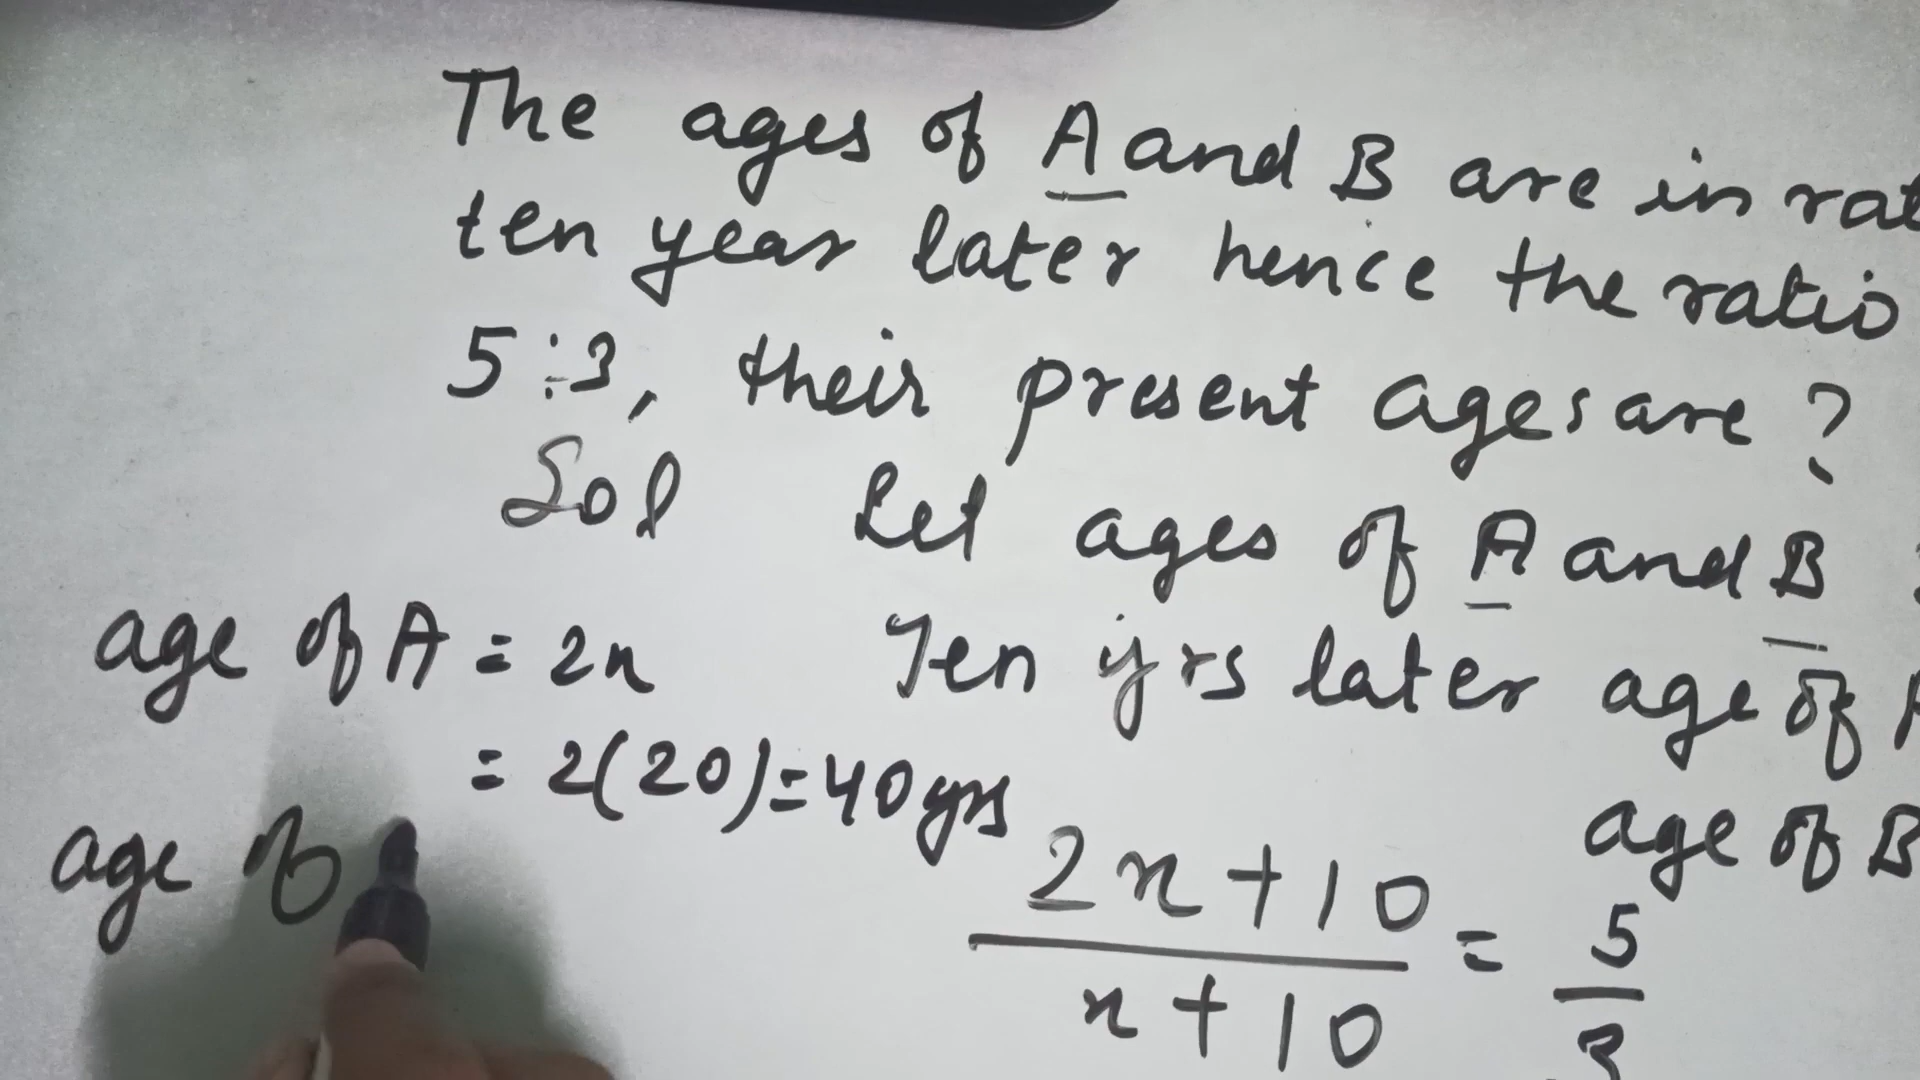 The ages of A and B are in rat
ten year later hence the ratio
5:3, their present ages are ?
Sol Let ages of A and B
age of A = 2x Ten yrs later age of
= 2(20)=40yrs
age of B
age of
2x+10 / x+10 = 5/3